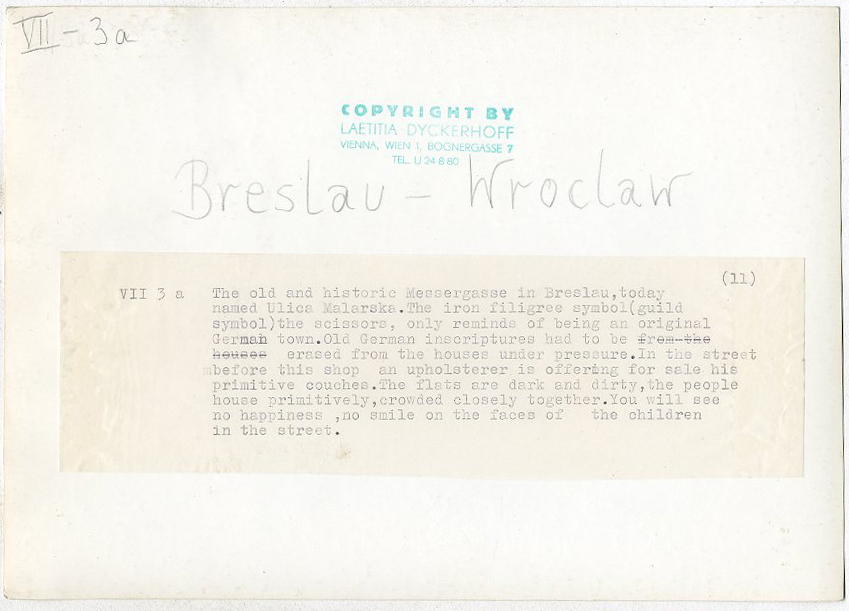 VII - 3a
COPYRIGHT BY
LAETITIA DYCKERHOFF
VIENNA, WIEN 1, BOGNERGASSE 7
TEL. U 24 8 80
Breslau - Wroclaw
(11)
VII 3 a The old and historic Messergasse in Breslau,today
named Ulica Malarska.The iron filigree symbol(guild
symbol)the scissors, only reminds of being an original
German town.Old German inscriptures had to be from the
houses erased from the houses under pressure.In the street
before this shop an upholsterer is offering for sale his
primitive couches.The flats are dark and dirty,the people
house primitively,crowded closely together.You will see
no happiness ,no smile on the faces of the children
in the street.